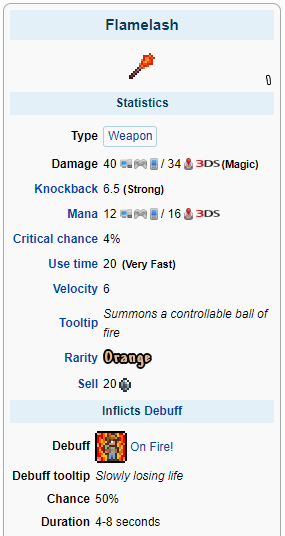 Flamelash
Statistics
Type Weapon
Damage 40 / 34 3DS (Magic)
Knockback 6.5 (Strong)
Mana 12 / 16 3DS
Critical chance 4%
Use time 20 (Very Fast)
Velocity 6
Tooltip Summons a controllable ball of
fire
Rarity Orange
Sell 20
Inflicts Debuff
Debuff On Fire!
Debuff tooltip Slowly losing life
Chance 50%
Duration 4-8 seconds